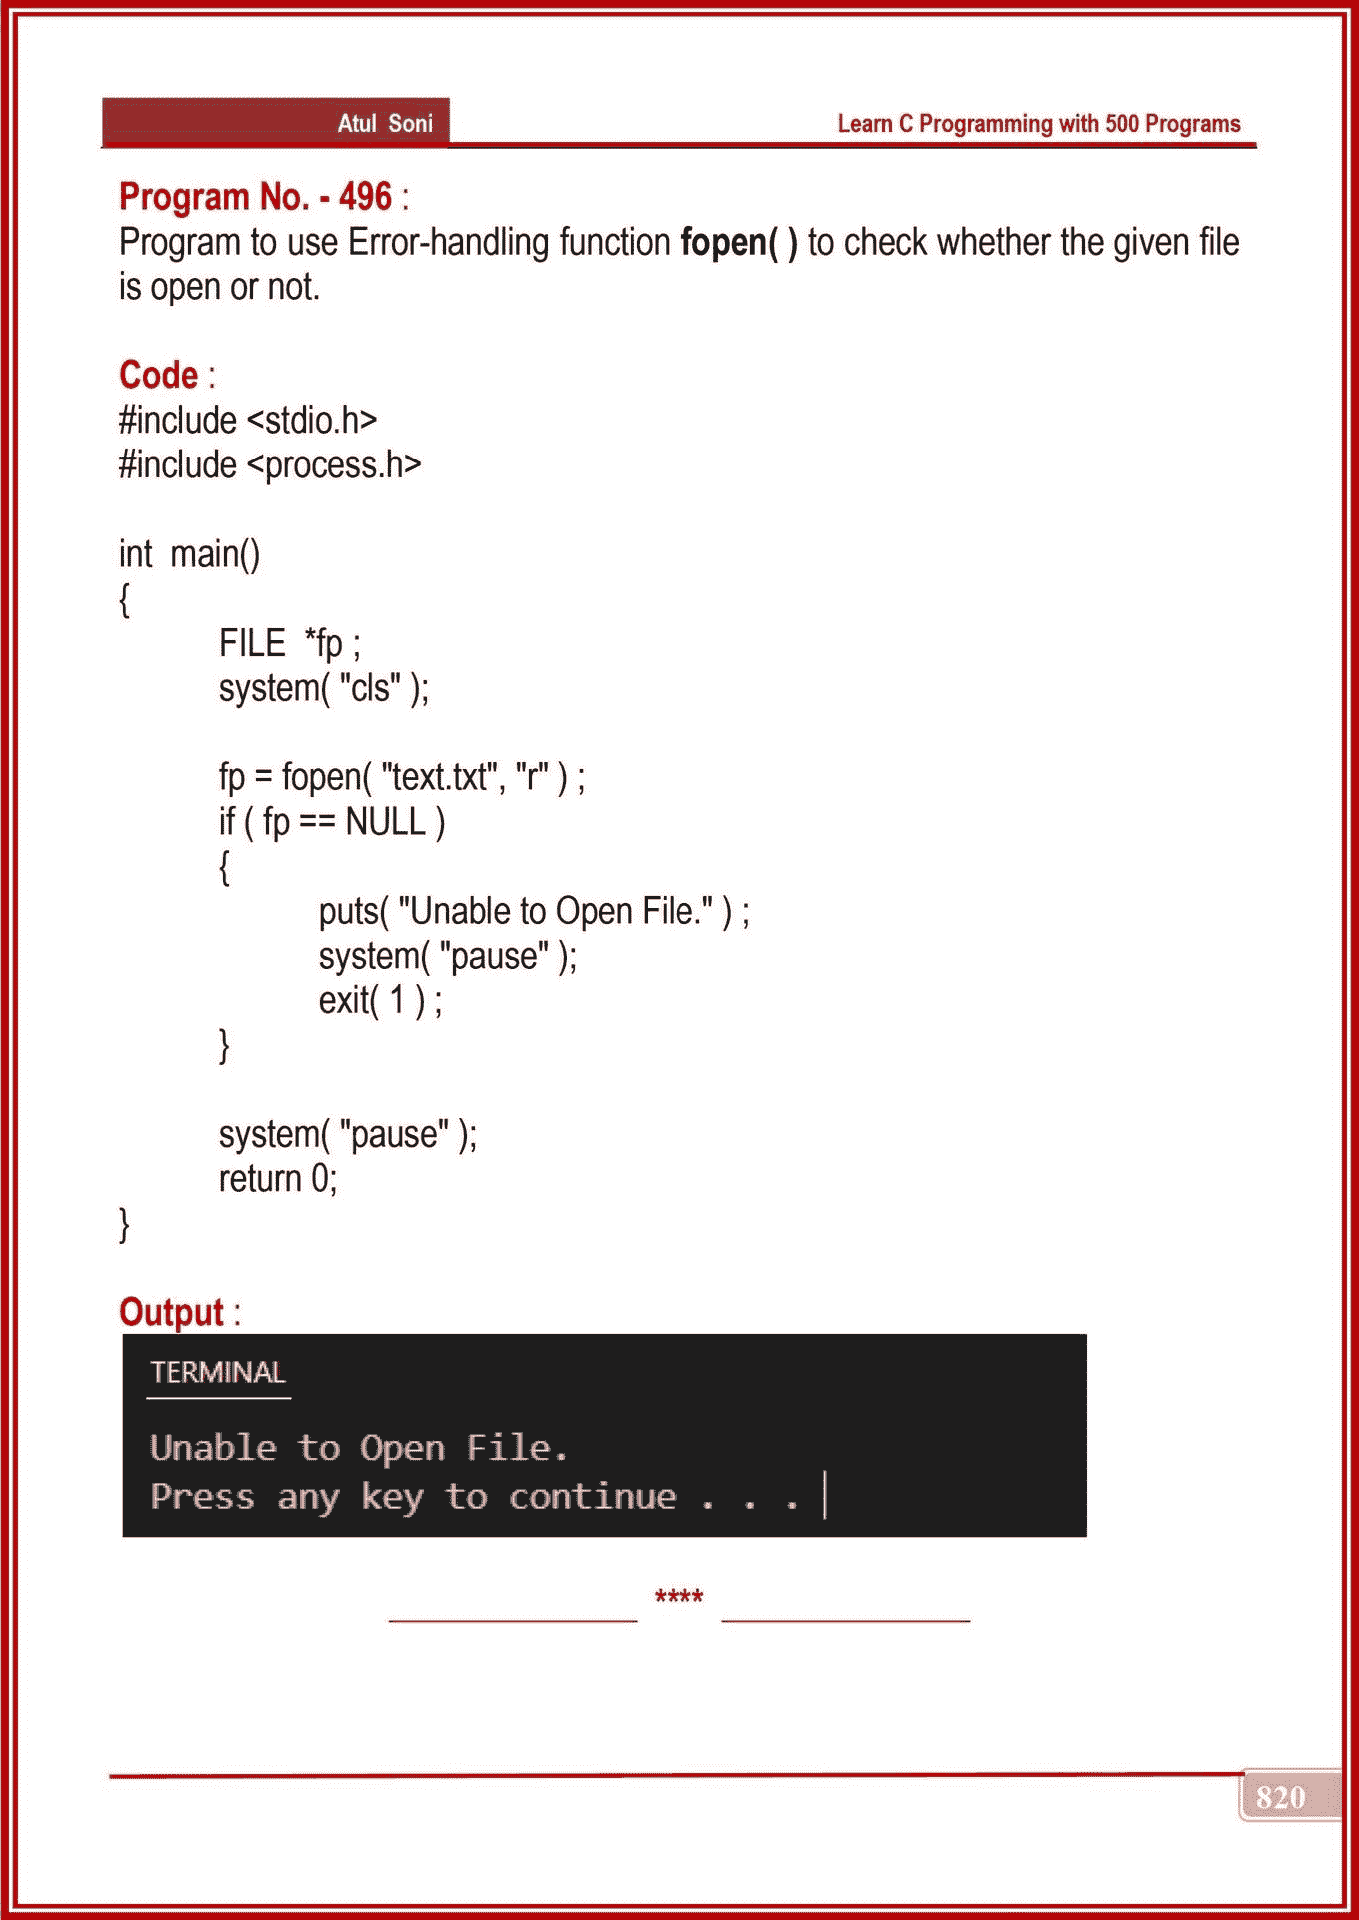 Atul  Soni
Learn C Programming with 500 Programs
Program No. - 496 :
Program to use Error-handling function fopen( ) to check whether the given file
is open or not.
Code :
#include <stdio.h>
#include <process.h>
int  main()
{
FILE  *fp ;
system( "cls" );
fp = fopen( "text.txt", "r" ) ;
if ( fp == NULL )
{
puts( "Unable to Open File." ) ;
system( "pause" );
exit( 1 ) ;
}
system( "pause" );
return 0;
}
Output :
TERMINAL
Unable to Open File.
Press any key to continue . . .
****
820